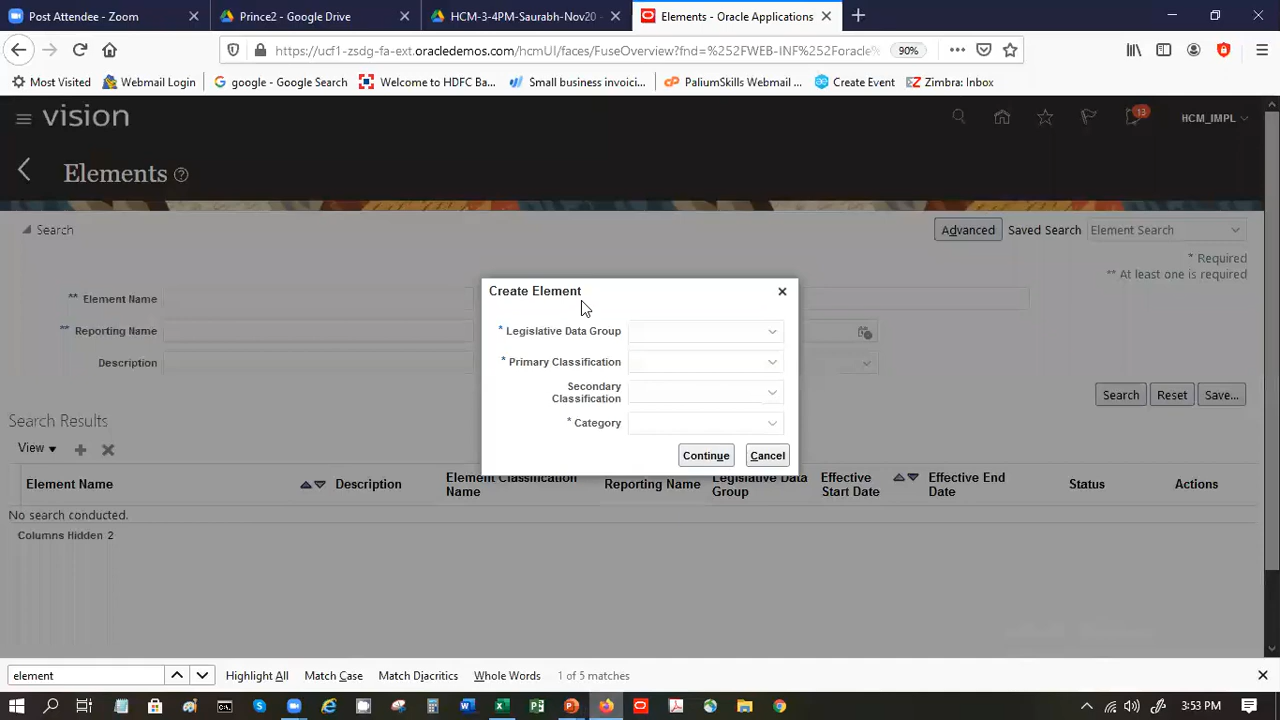 Post Attendee - Zoom
Prince2 - Google Drive
HCM-3-4PM-Saurabh-Nov20 -
Elements - Oracle Applications
https://ucf1-zsdg-fa-ext.oracledemos.com/hcmUI/faces/FuseOverview?fnd=%252FWEB-INF%252Foracle
90%
Most Visited
Webmail Login
google - Google Search
Welcome to HDFC Ba...
Small business invoici...
PaliumSkills Webmail ...
Create Event
Zimbra: Inbox
vision
13
HCM_IMPL
Elements
Search
Advanced
Saved Search
Element Search
* Required
** At least one is required
** Element Name
** Reporting Name
Description
Create Element
* Legislative Data Group
* Primary Classification
Secondary
Classification
* Category
Continue
Cancel
Search
Reset
Save...
Search Results
View
Element Name
Description
Element Classification
Name
Reporting Name
Legislative Data
Group
Effective
Start Date
Effective End
Date
Status
Actions
No search conducted.
Columns Hidden 2
element
Highlight All
Match Case
Match Diacritics
Whole Words
1 of 5 matches
3:53 PM